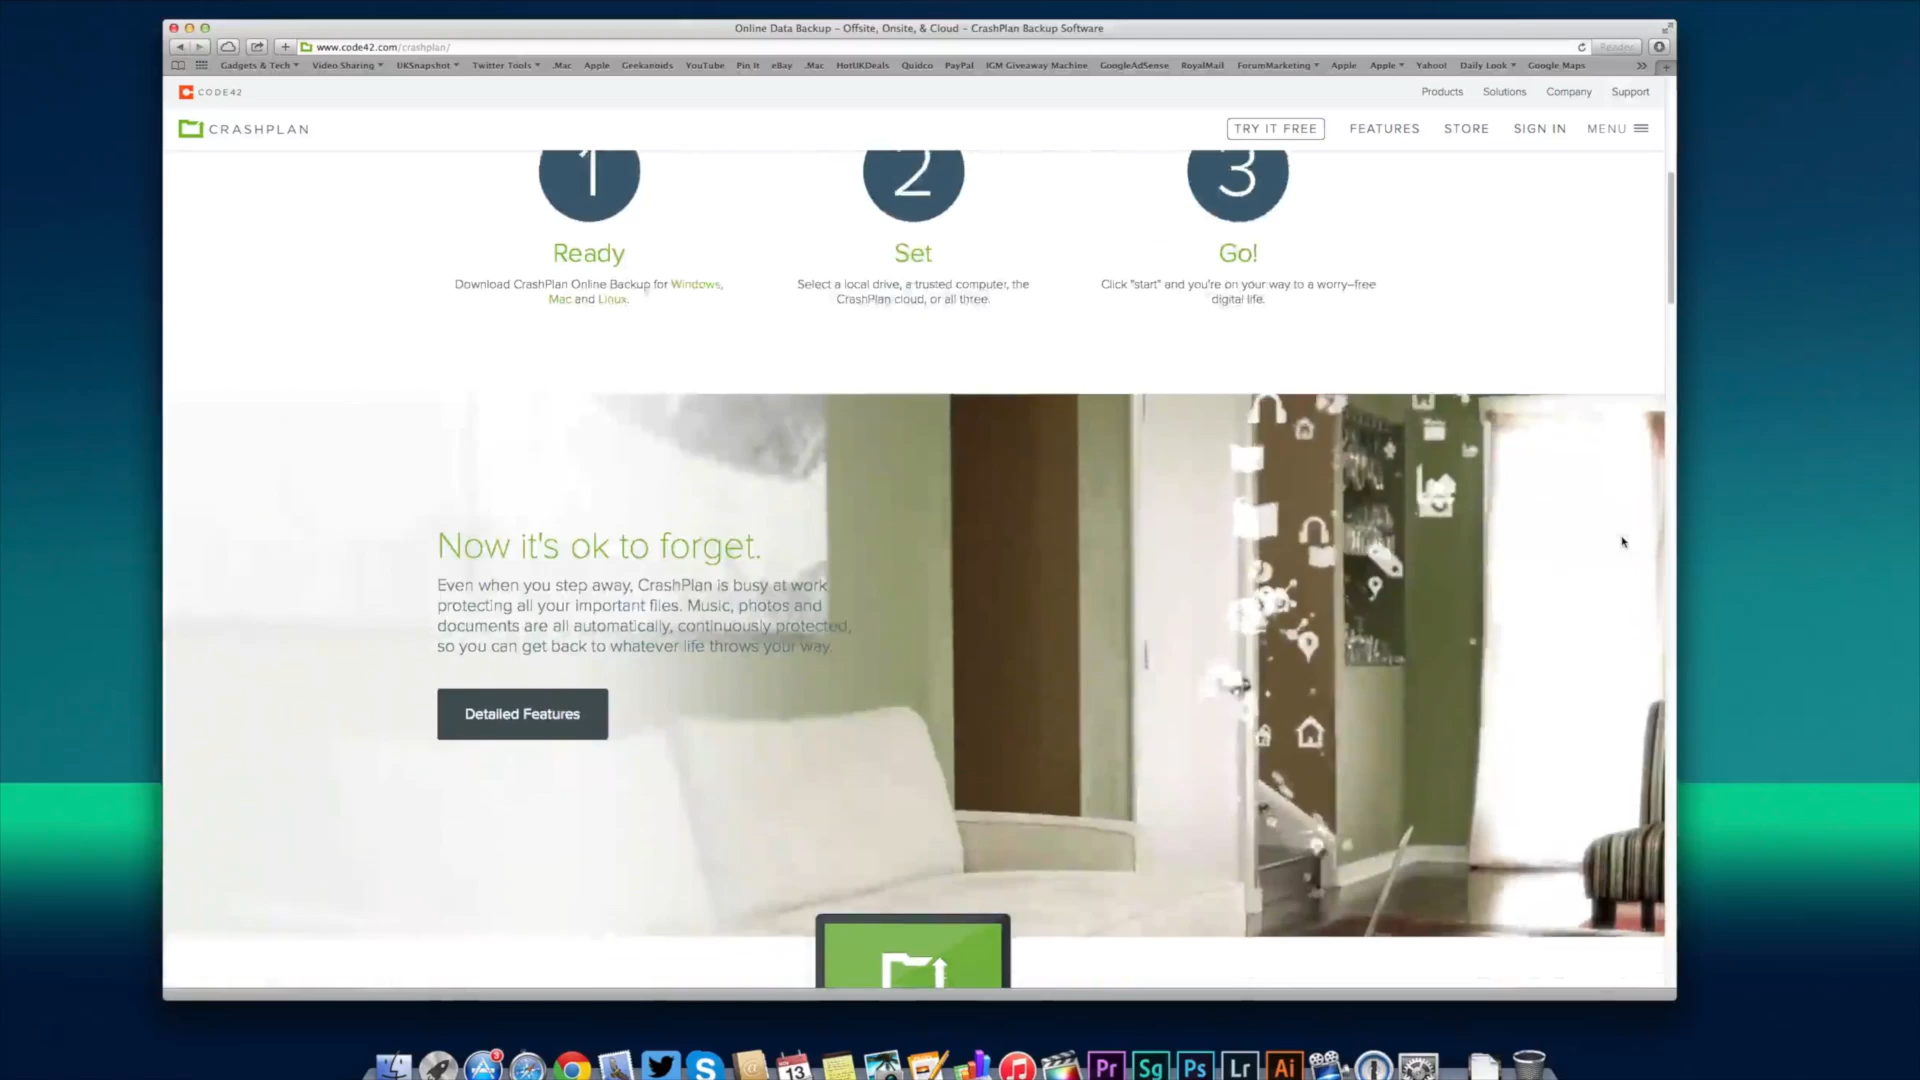 Online Data Backup – Offsite, Onsite, & Cloud – CrashPlan Backup Software
www.code42.com/crashplan/
Reader
Gadgets & Tech Video Sharing UKSnapshot Twitter Tools .Mac Apple Geekanoids YouTube Pin It eBay .Mac HotUKDeals Quidco PayPal IGM Giveaway Machine GoogleAdSense RoyalMail ForumMarketing Apple Apple Yahoo! Daily Look Google Maps
CODE42
Products Solutions Company Support
CRASHPLAN
TRY IT FREE FEATURES STORE SIGN IN MENU
1 2 3
Ready Set Go!
Download CrashPlan Online Backup for Windows,
Mac and Linux.
Select a local drive, a trusted computer, the
CrashPlan cloud, or all three.
Click "start" and you're on your way to a worry–free
digital life.
Now it's ok to forget.
Even when you step away, CrashPlan is busy at work
protecting all your important files. Music, photos and
documents are all automatically, continuously protected,
so you can get back to whatever life throws your way.
Detailed Features
3
13
Pr Sg Ps Lr Ai